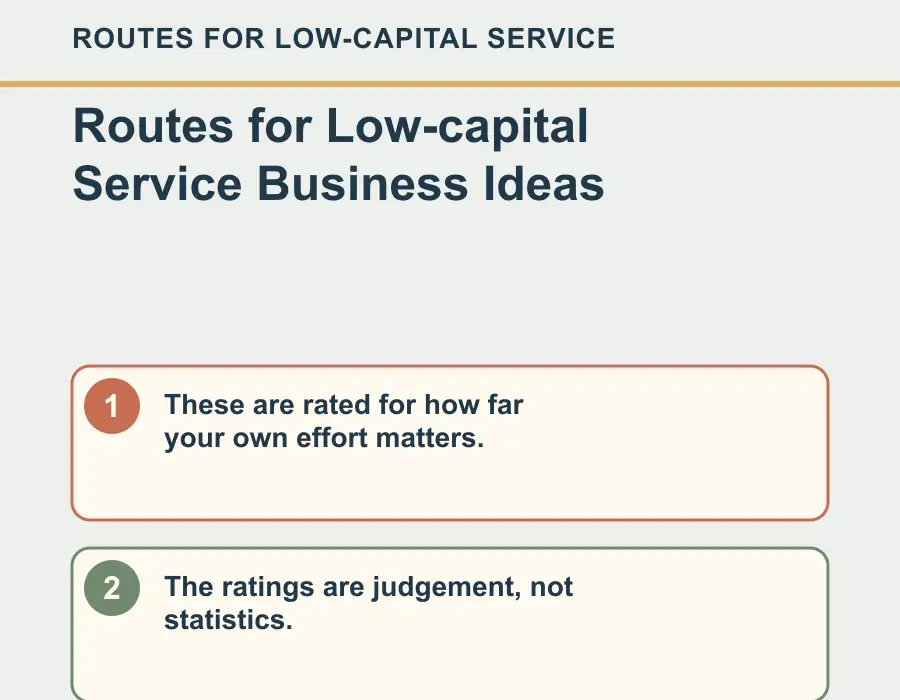 ROUTES FOR LOW-CAPITAL SERVICE
Routes for Low-capital
Service Business Ideas
1
These are rated for how far
your own effort matters.
2
The ratings are judgement, not
statistics.